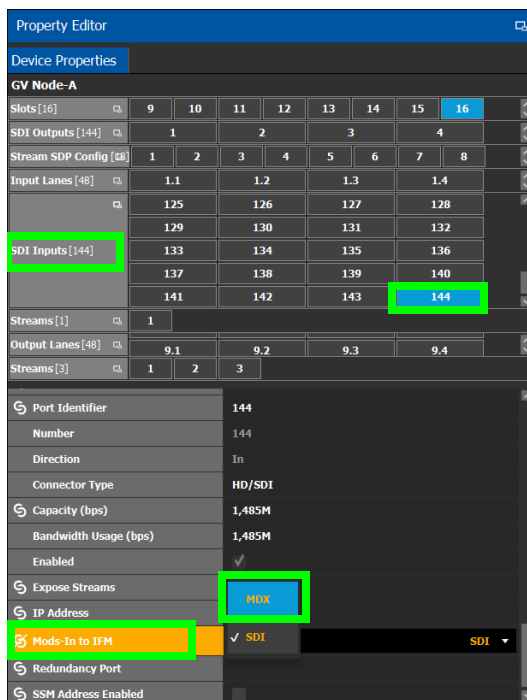 Property Editor
Device Properties
GV Node-A
Slots [16] 9 10 11 12 13 14 15 16
SDI Outputs [144] 1 2 3 4
Stream SDP Config 1 2 3 4 5 6 7 8
Input Lanes [48] 1.1 1.2 1.3 1.4
125 126 127 128
129 130 131 132
SDI Inputs [144] 133 134 135 136
137 138 139 140
141 142 143 144
Streams [1] 1
Output Lanes [48] 9.1 9.2 9.3 9.4
Streams [3] 1 2 3
Port Identifier 144
Number 144
Direction In
Connector Type HD/SDI
Capacity (bps) 1,485M
Bandwidth Usage (bps) 1,485M
Enabled ✓
Expose Streams
MDX
IP Address
Mods-In to IFM ✓ SDI SDI
Redundancy Port
SSM Address Enabled